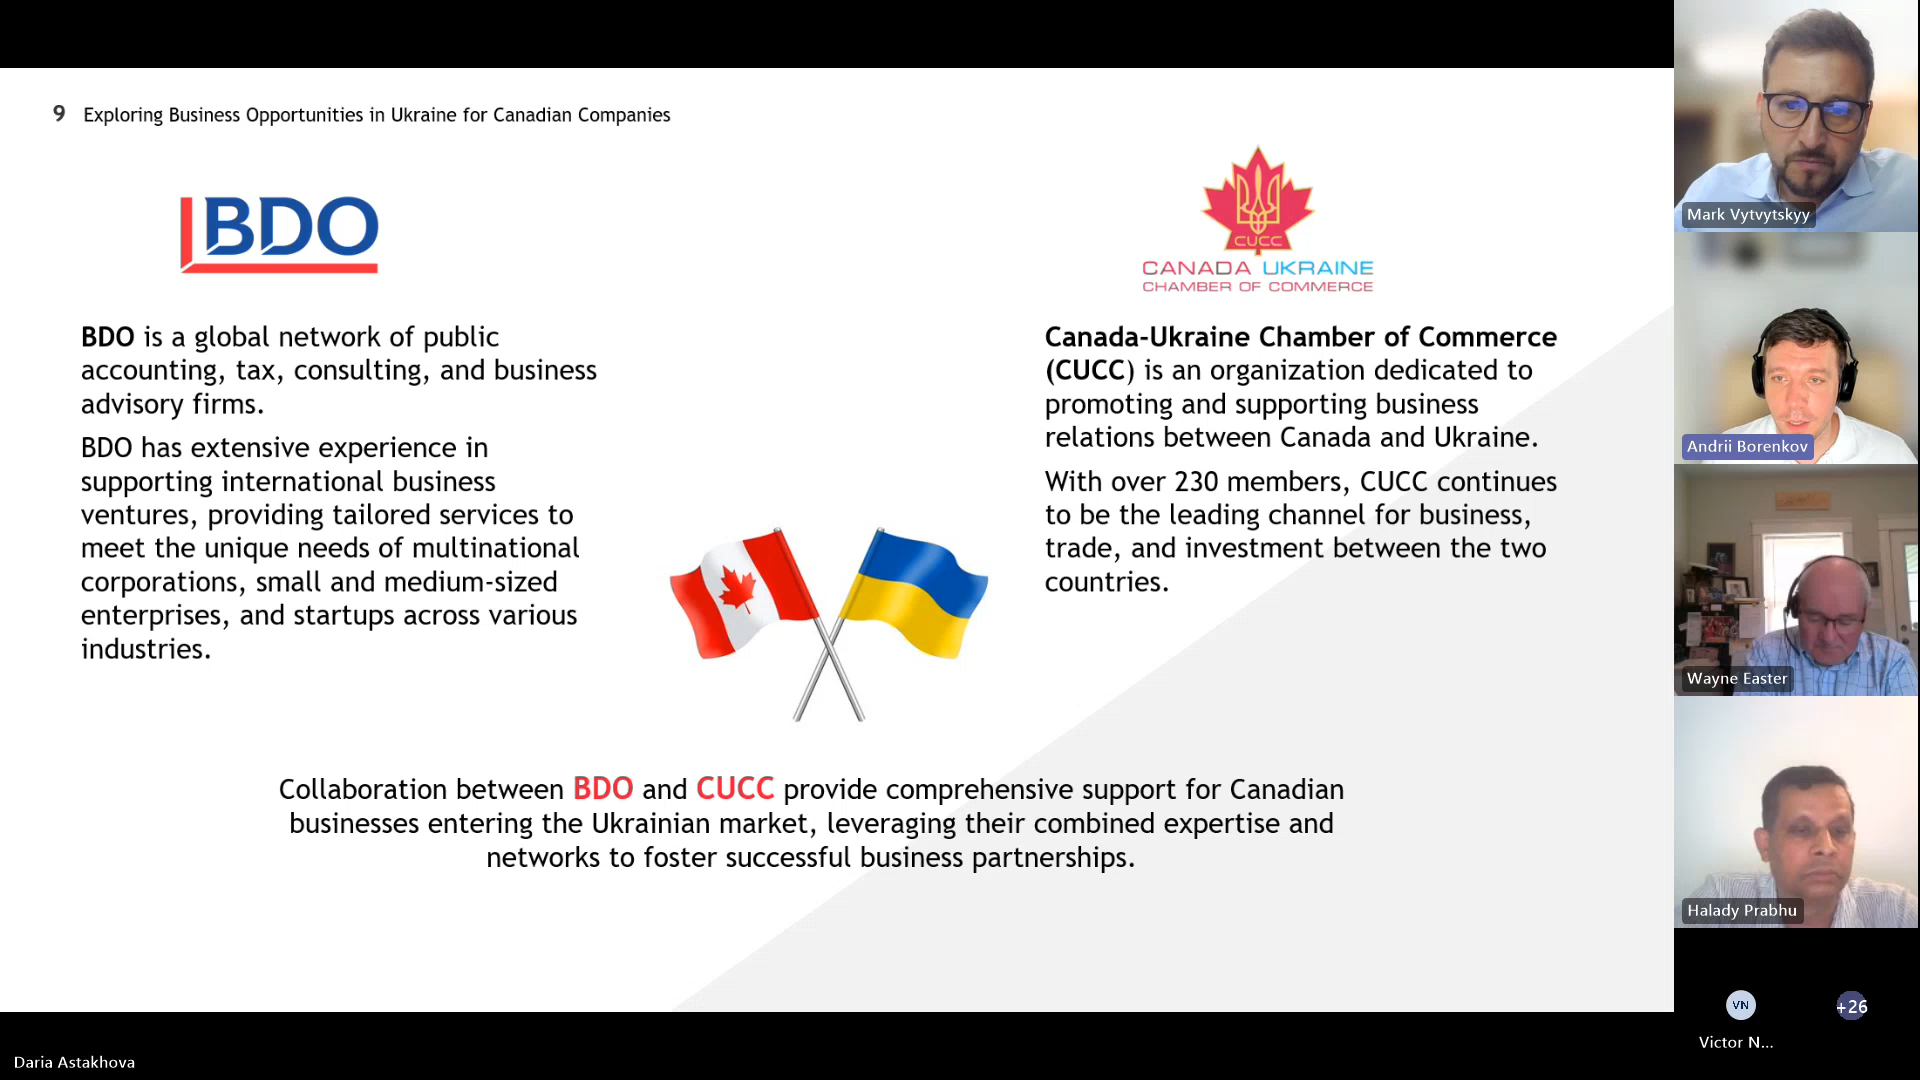 9 Exploring Business Opportunities in Ukraine for Canadian Companies
BDO
CUCC
CANADA UKRAINE
CHAMBER OF COMMERCE
BDO is a global network of public
accounting, tax, consulting, and business
advisory firms.
BDO has extensive experience in
supporting international business
ventures, providing tailored services to
meet the unique needs of multinational
corporations, small and medium-sized
enterprises, and startups across various
industries.
Canada-Ukraine Chamber of Commerce
(CUCC) is an organization dedicated to
promoting and supporting business
relations between Canada and Ukraine.
With over 230 members, CUCC continues
to be the leading channel for business,
trade, and investment between the two
countries.
Collaboration between BDO and CUCC provide comprehensive support for Canadian
businesses entering the Ukrainian market, leveraging their combined expertise and
networks to foster successful business partnerships.
Mark Vytvytskyy
Andrii Borenkov
Wayne Easter
Halady Prabhu
VN
+26
Victor N...
Daria Astakhova